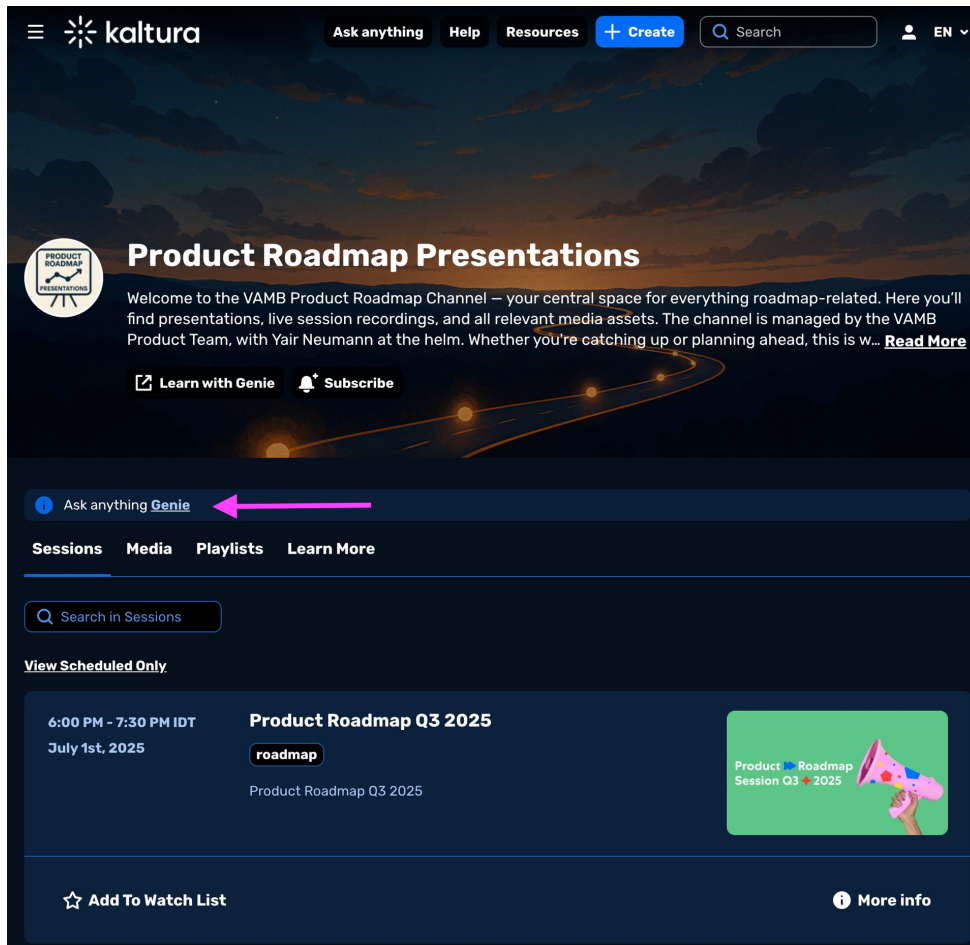 kaltura
Ask anything Help Resources + Create Search EN
PRODUCT
ROADMAP
PRESENTATIONS
Product Roadmap Presentations
Welcome to the VAMB Product Roadmap Channel — your central space for everything roadmap-related. Here you'll
find presentations, live session recordings, and all relevant media assets. The channel is managed by the VAMB
Product Team, with Yair Neumann at the helm. Whether you're catching up or planning ahead, this is w... Read More
Learn with Genie Subscribe
Ask anything Genie
Sessions Media Playlists Learn More
Search in Sessions
View Scheduled Only
6:00 PM - 7:30 PM IDT
July 1st, 2025
Product Roadmap Q3 2025
roadmap
Product Roadmap Q3 2025
Product Roadmap
Session Q3 2025
Add To Watch List
More info